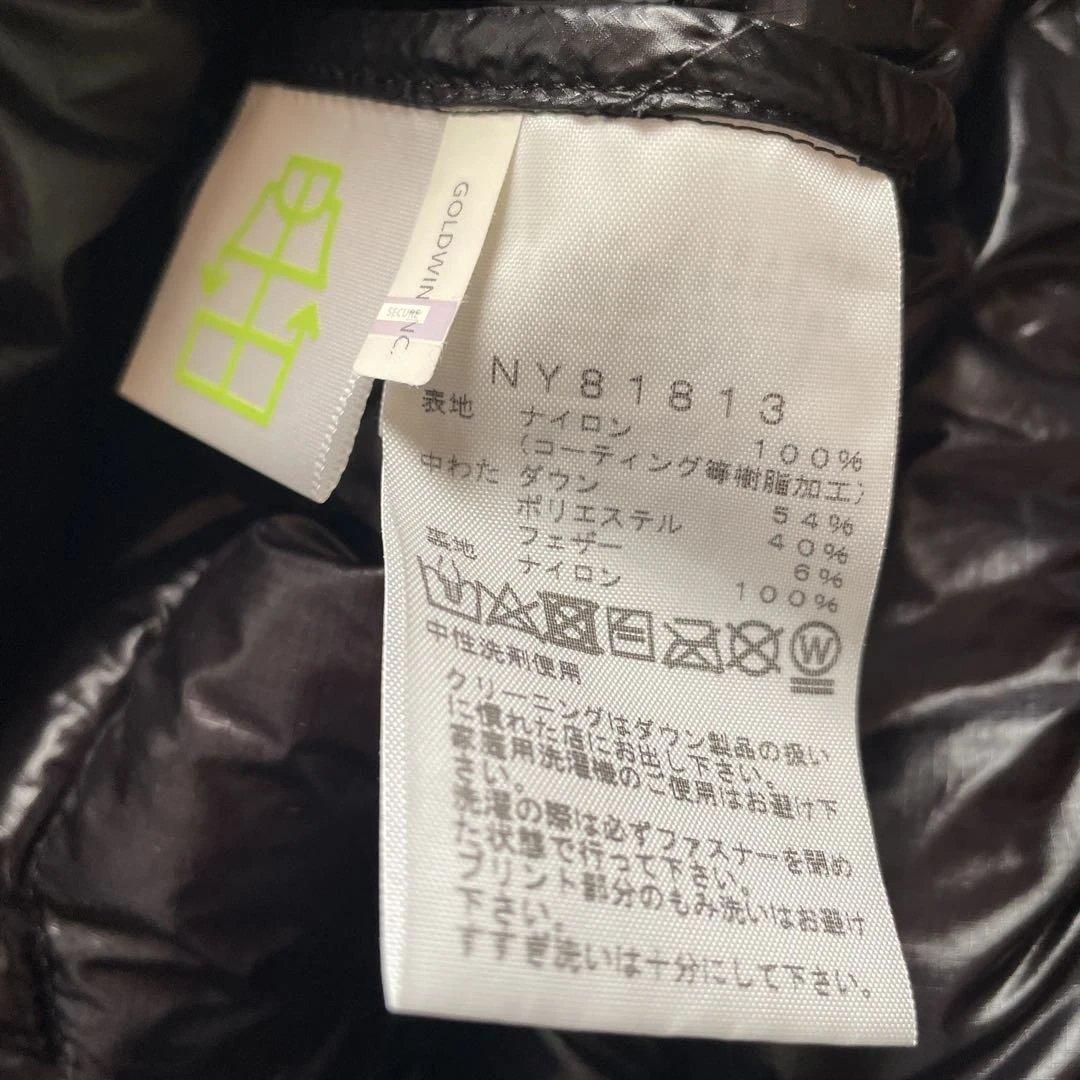 GOLDWIN INC.
SECURE
NY81813
表地 ナイロン 100%
(コーティング等樹脂加工)
中わた ダウン 54%
ポリエステル 40%
フェザー 6%
裏地 ナイロン 100%
W
中性洗剤使用
クリーニングはダウン製品の扱い
に慣れた店にお出し下さい。
家庭用洗濯機のご使用はお避け下
さい。
洗濯の際は必ずファスナーを閉め
た状態で行って下さい。
プリント部分のもみ洗いはお避け
下さい。
すすぎ洗いは十分にして下さい。